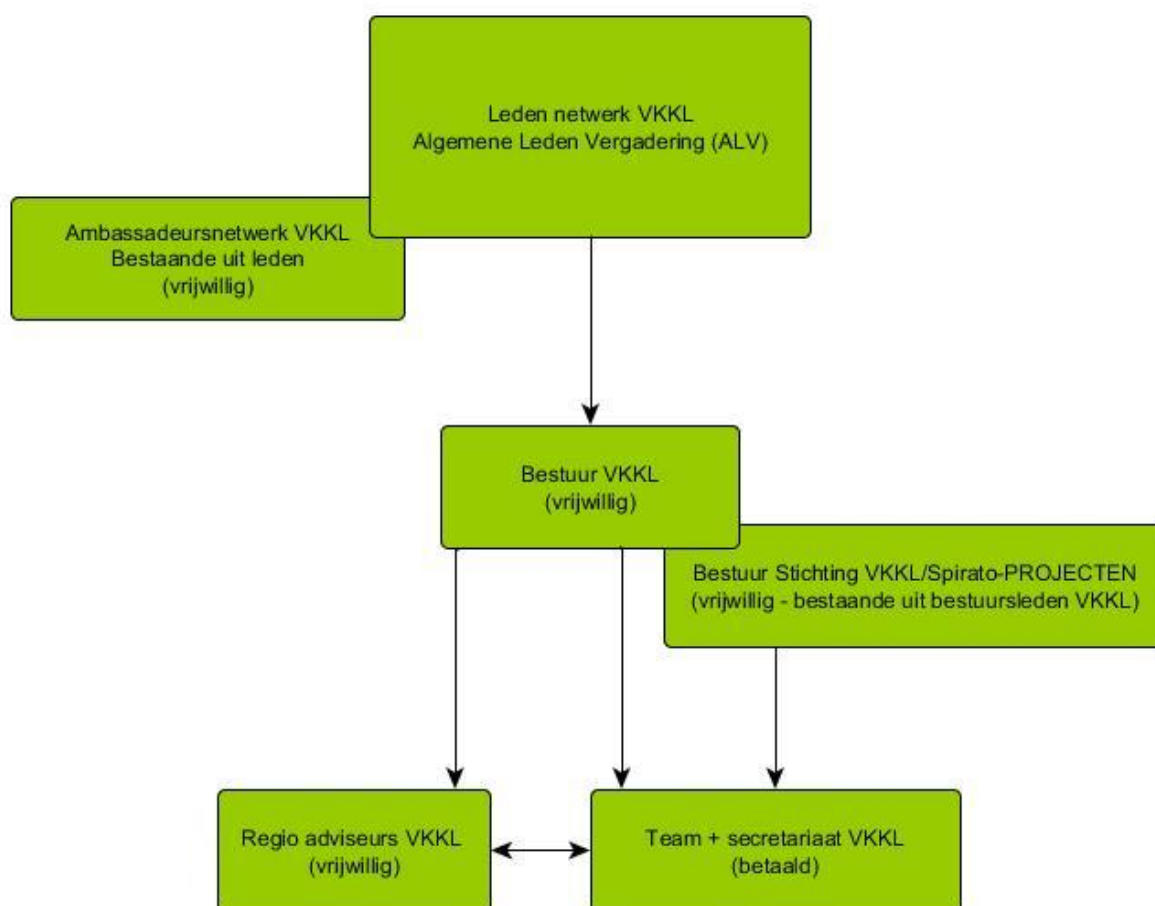 Leden netwerk VKKL
Algemene Leden Vergadering (ALV)
Ambassadeursnetwerk VKKL
Bestaande uit leden
(vrijwillig)
Bestuur VKKL
(vrijwillig)
Bestuur Stichting VKKL/Spirato-PROJECTEN
(vrijwillig - bestaande uit bestuursleden VKKL)
Regio adviseurs VKKL
(vrijwillig)
Team + secretariaat VKKL
(betaald)